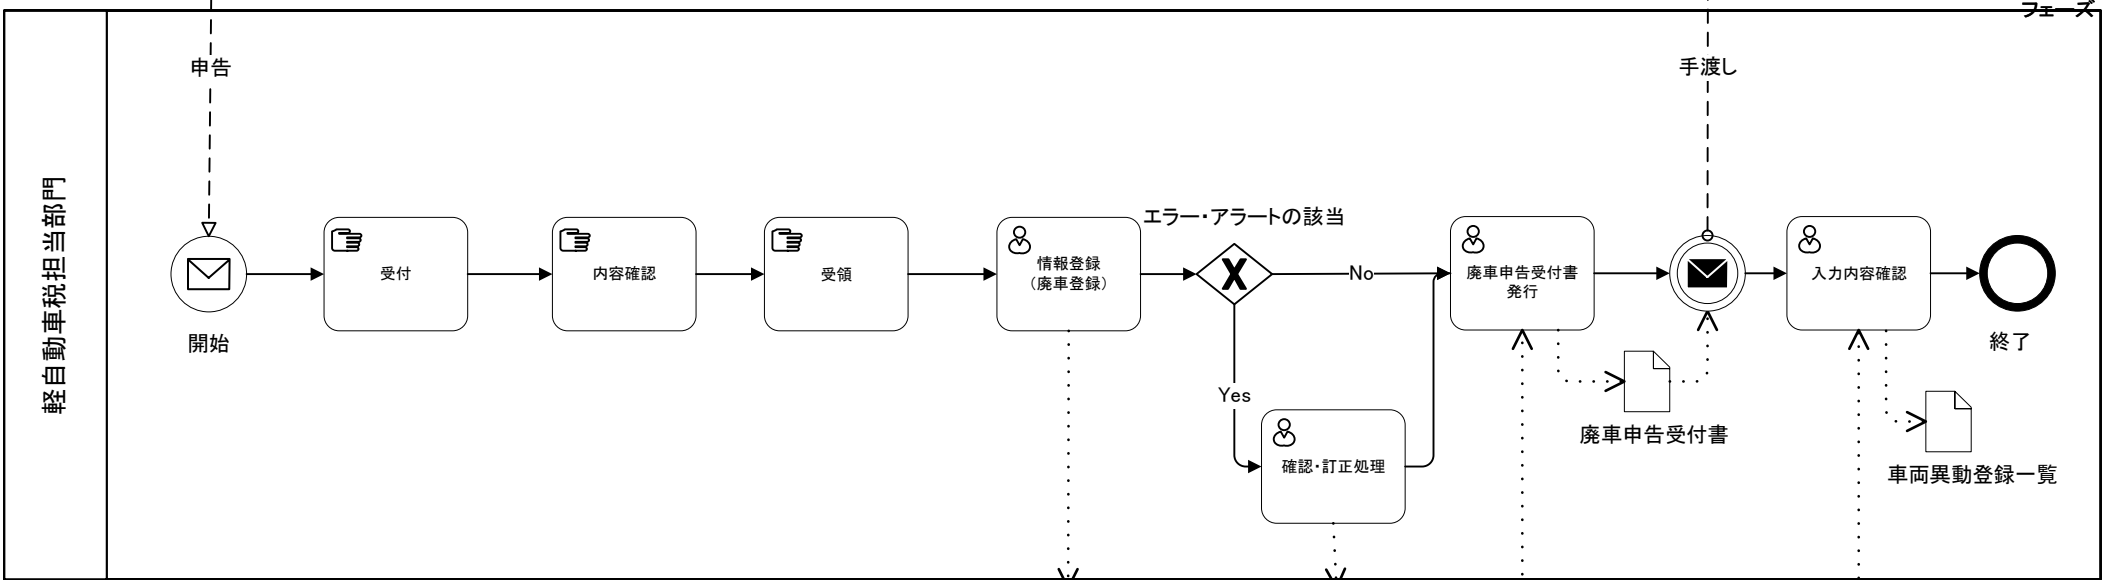 フェーズ
申告
手渡し
軽自動車税担当部門
エラー・アラートの該当
受付
内容確認
受領
情報登録
（廃車登録）
No
廃車申告受付書
発行
入力内容確認
開始
終了
Yes
廃車申告受付書
確認・訂正処理
車両異動登録一覧